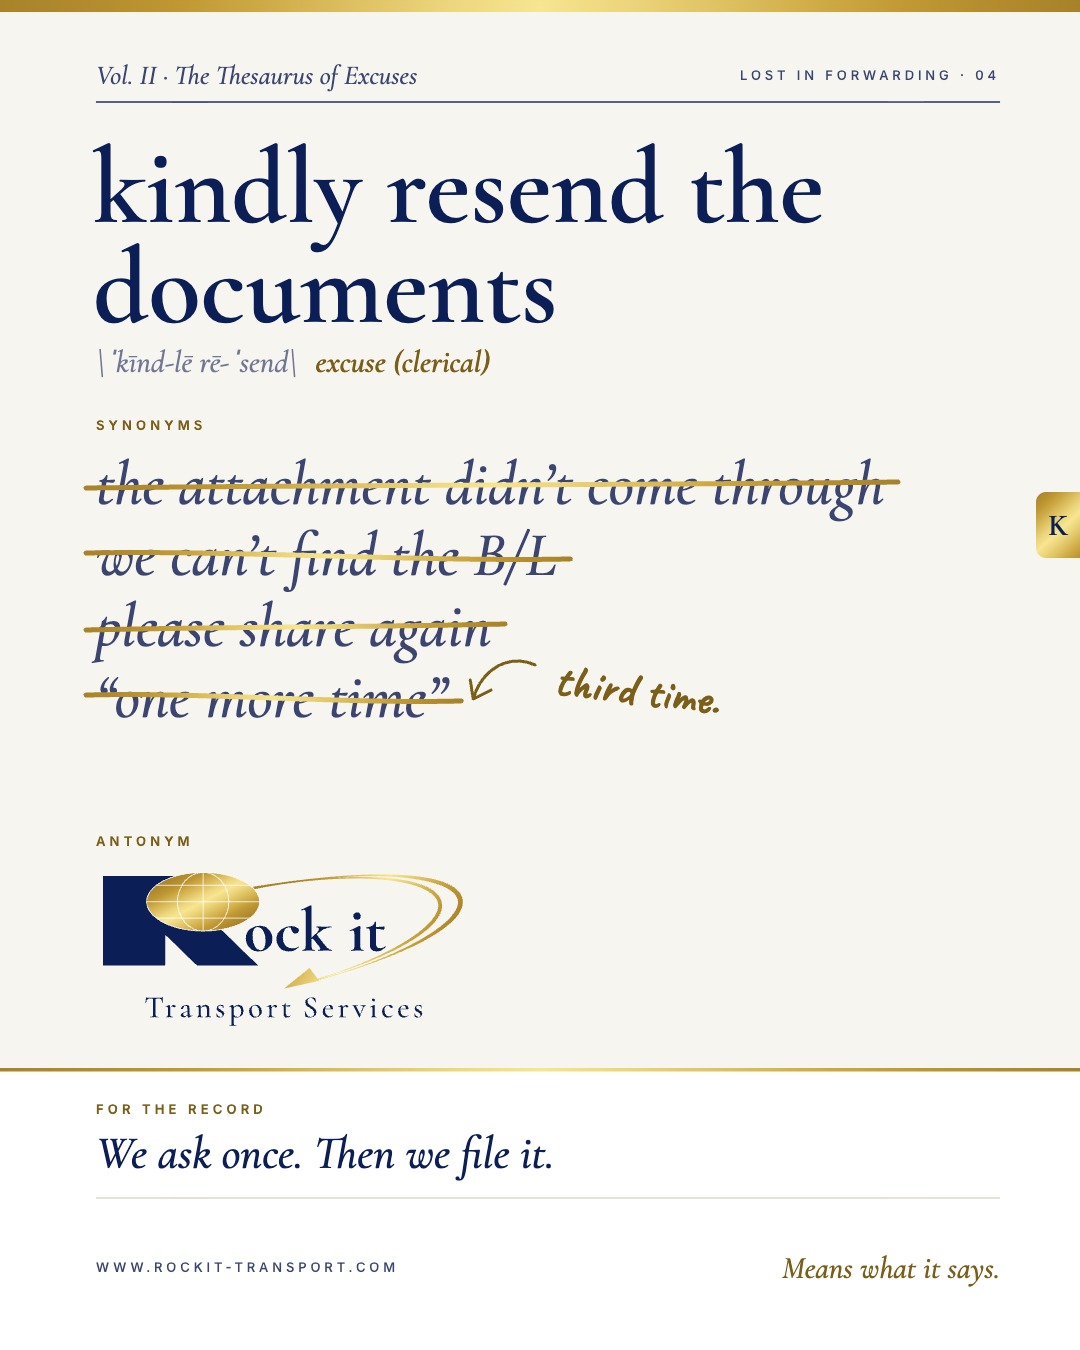 Vol. II · The Thesaurus of Excuses
LOST IN FORWARDING · 04
kindly resend the
documents
\ ˈkīnd-lē rē- ˈsend\ excuse (clerical)
SYNONYMS
the attachment didn’t come through
we can’t find the B/L
please share again
“one more time”
third time.
K
ANTONYM
Rock it
Transport Services
FOR THE RECORD
We ask once. Then we file it.
WWW.ROCKIT-TRANSPORT.COM
Means what it says.